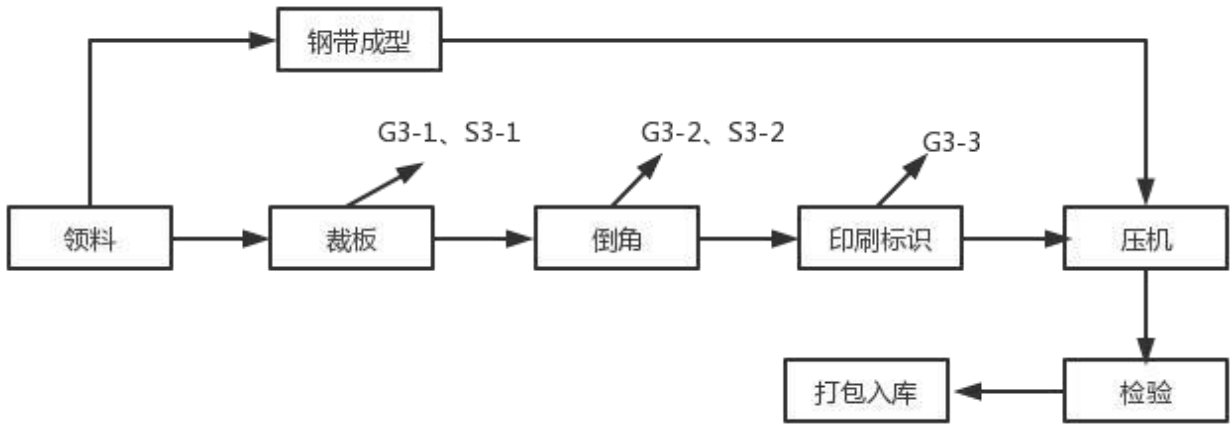 钢带成型
G3-1、S3-1
G3-2、S3-2
G3-3
领料
裁板
倒角
印刷标识
压机
打包入库
检验